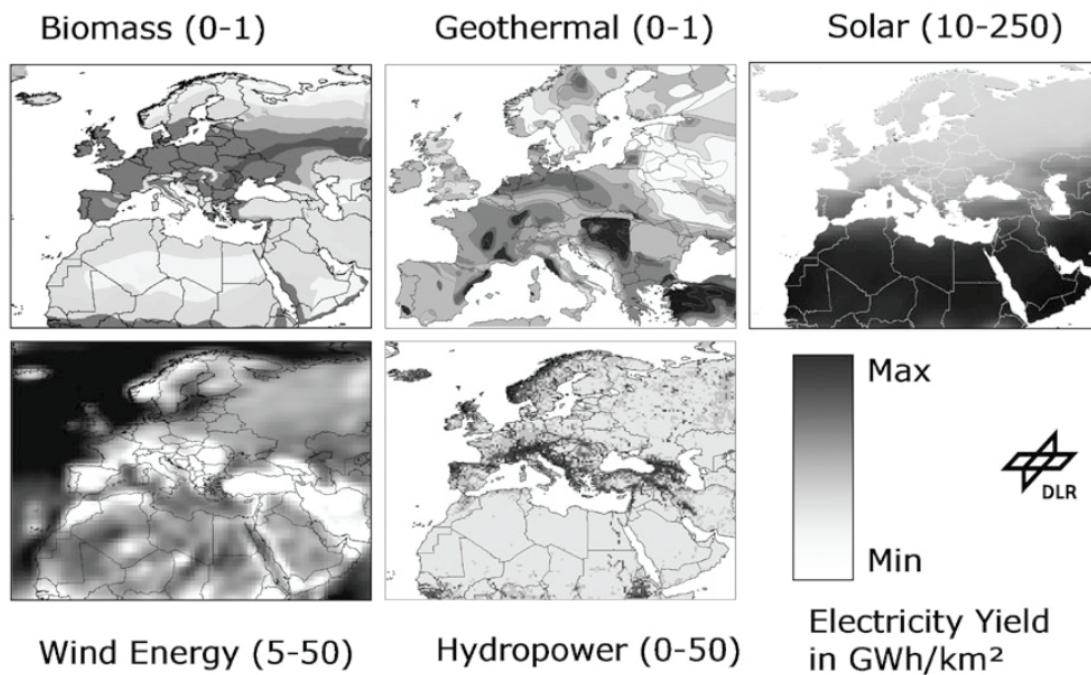 Biomass (0-1)
Geothermal (0-1)
Solar (10-250)
Max
DLR
Min
Wind Energy (5-50)
Hydropower (0-50)
Electricity Yield
in GWh/km²